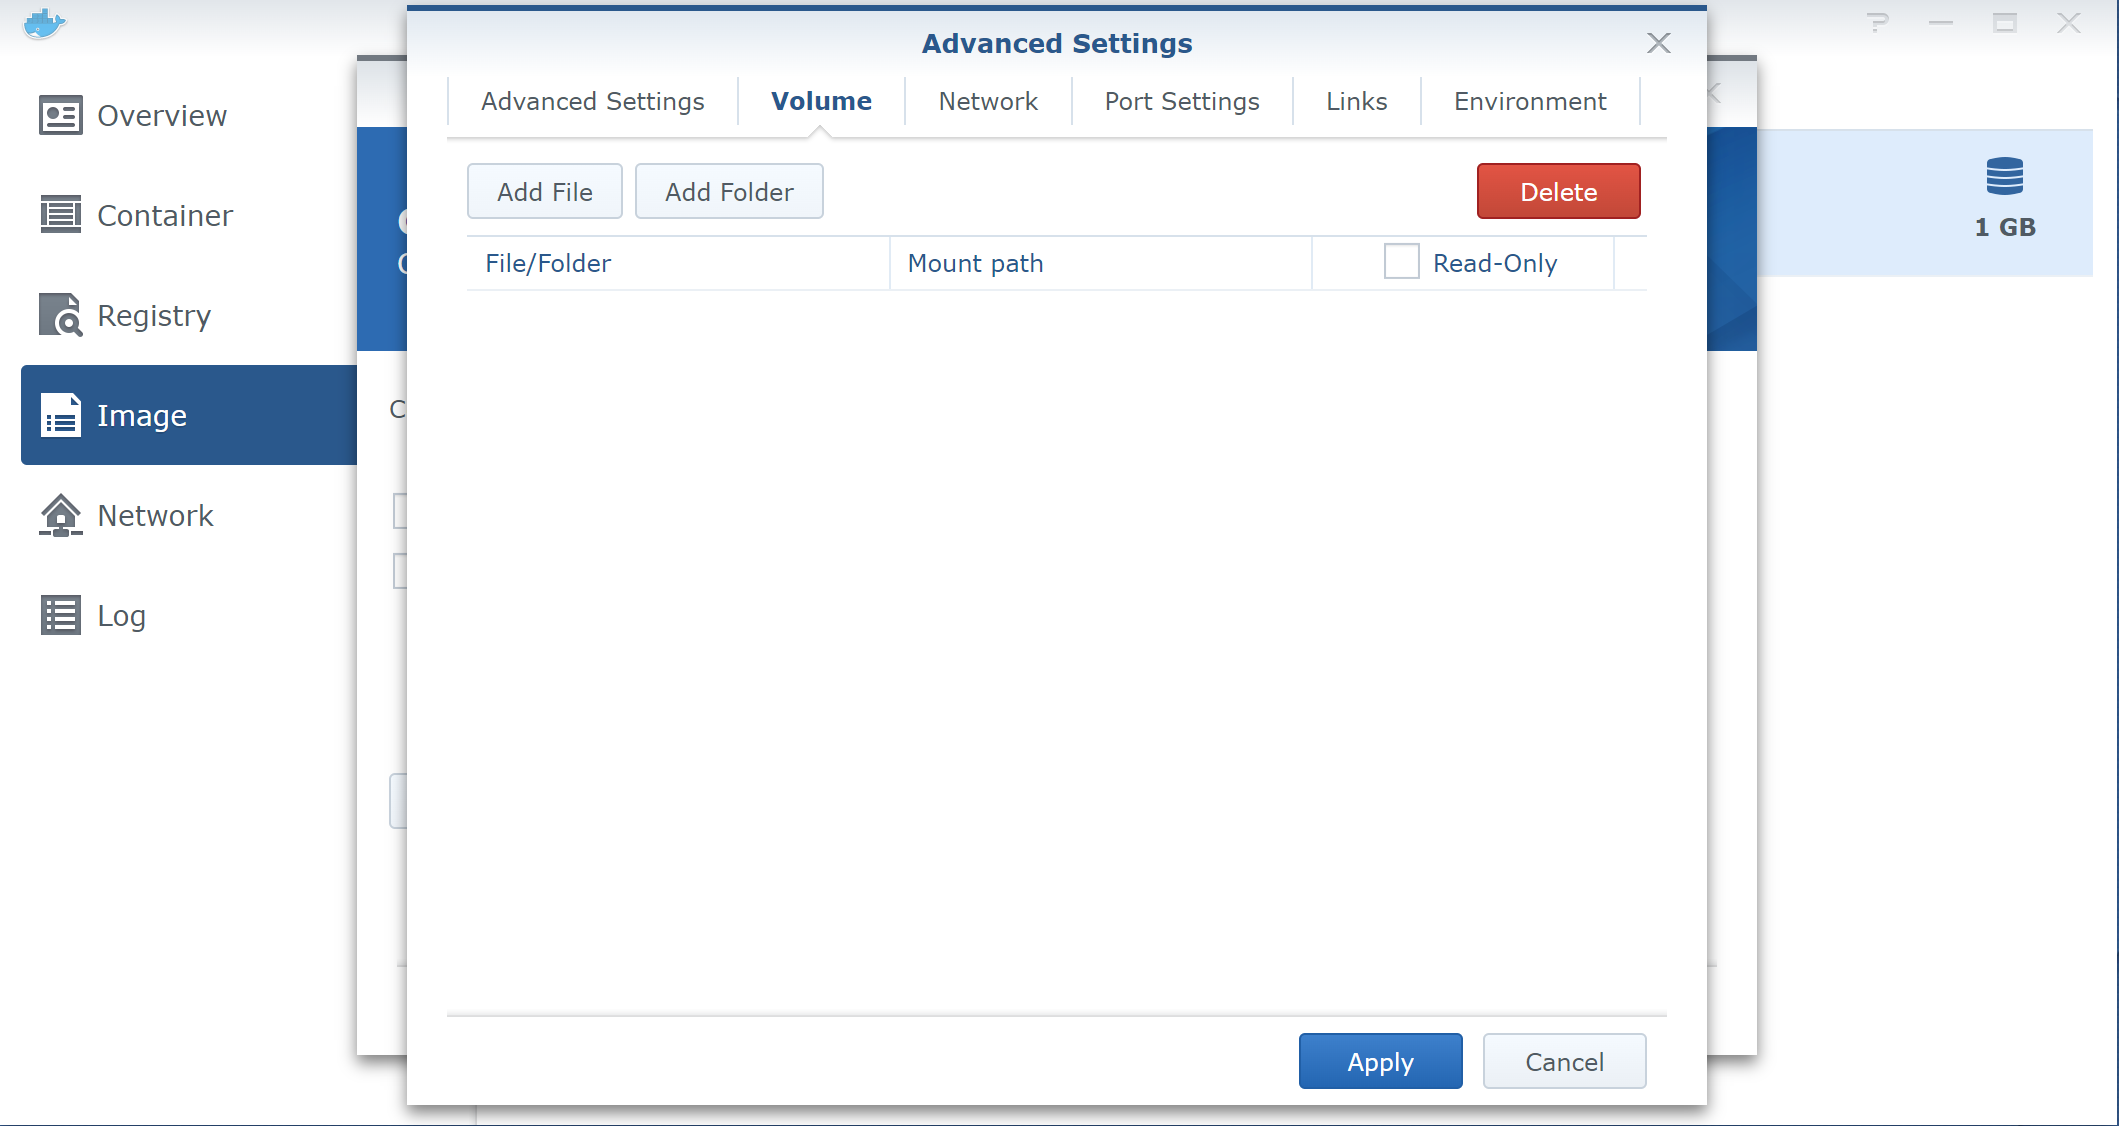 Advanced Settings
Advanced Settings Volume Network Port Settings Links Environment
Add File Add Folder Delete
File/Folder Mount path Read-Only
Apply Cancel
Overview
Container
Registry
Image
Network
Log
1 GB